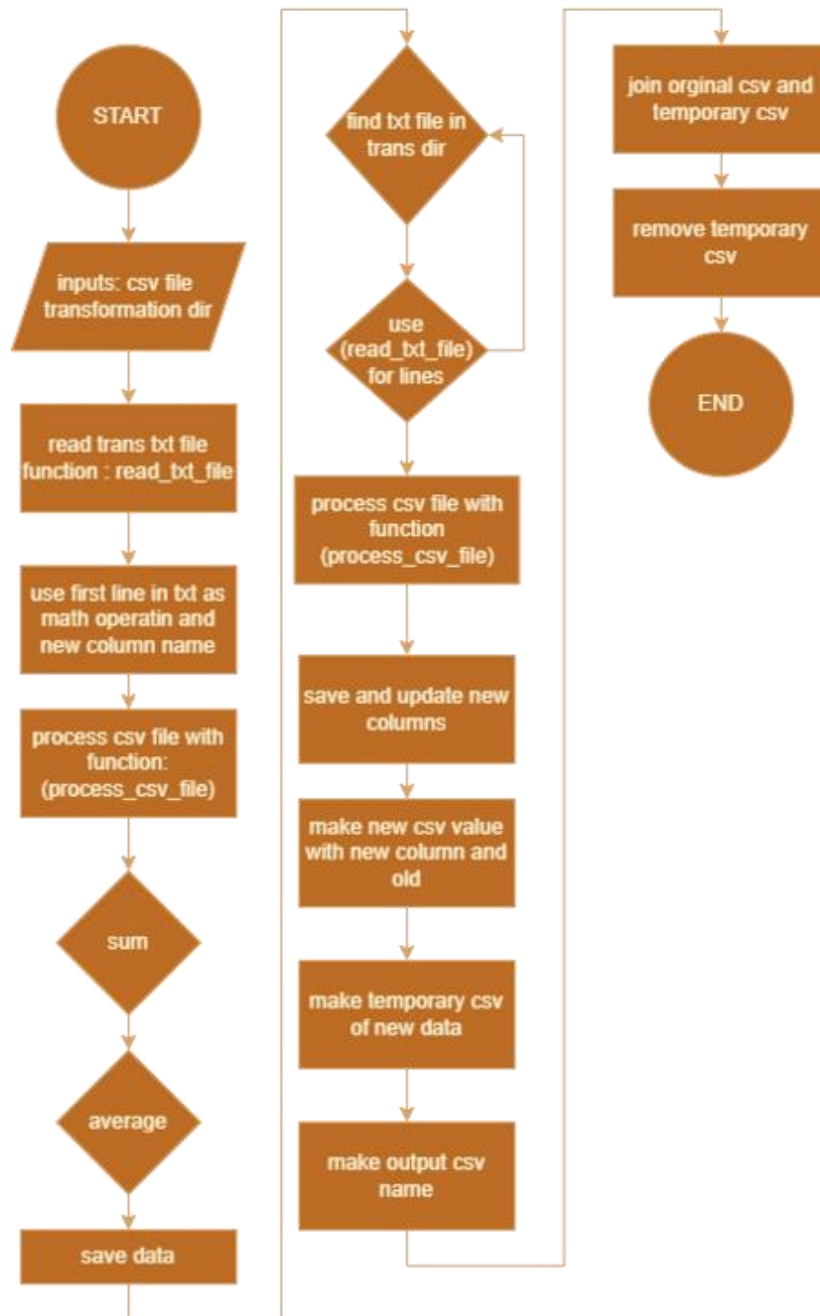 START
inputs: csv file
transformation dir
read trans txt file
function : read_txt_file
use first line in txt as
math operatin and
new column name
process csv file with
function:
(process_csv_file)
sum
average
save data
find txt file in
trans dir
use
(read_txt_file)
for lines
process csv file with
function
(process_csv_file)
save and update new
columns
make new csv value
with new column and
old
make temporary csv
of new data
make output csv
name
join orginal csv and
temporary csv
remove temporary
csv
END